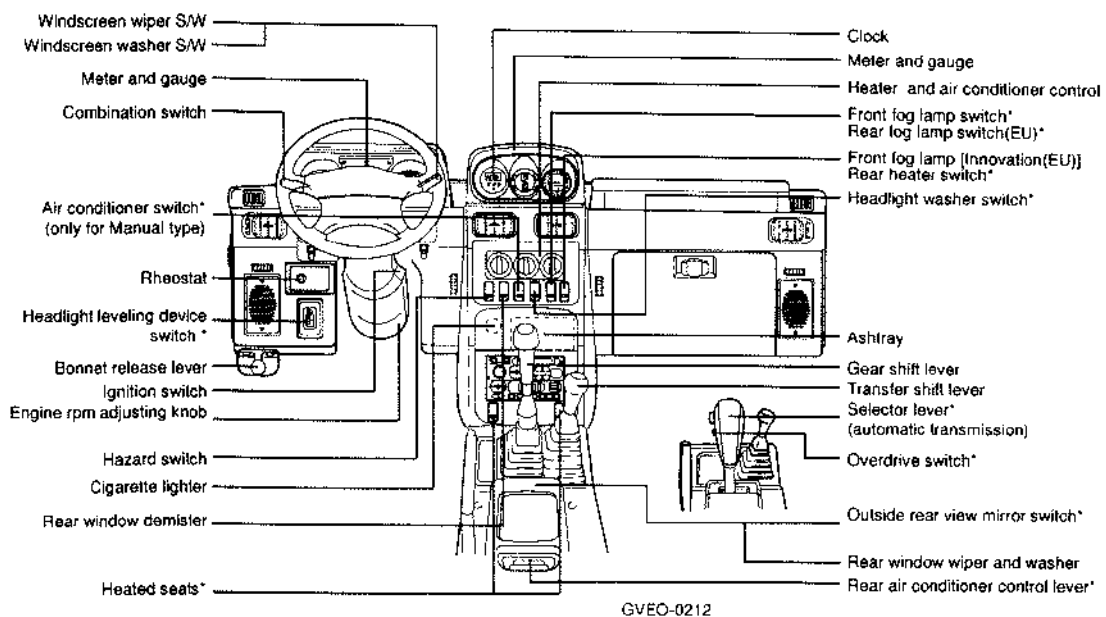 Windscreen wiper S/W
Windscreen washer S/W
Meter and gauge
Combination switch
Air conditioner switch*
(only for Manual type)
Rheostat
Headlight leveling device
switch *
Bonnet release lever
Ignition switch
Engine rpm adjusting knob
Hazard switch
Cigarette lighter
Rear window demister
Heated seats*
Clock
Meter and gauge
Heater and air conditioner control
Front fog lamp switch*
Rear fog lamp switch(EU)*
Front fog lamp [Innovation(EU)]
Rear heater switch*
Headlight washer switch*
Ashtray
Gear shift lever
Transfer shift lever
Selector lever*
(automatic transmission)
Overdrive switch*
Outside rear view mirror switch*
Rear window wiper and washer
Rear air conditioner control lever*
GVEO-0212